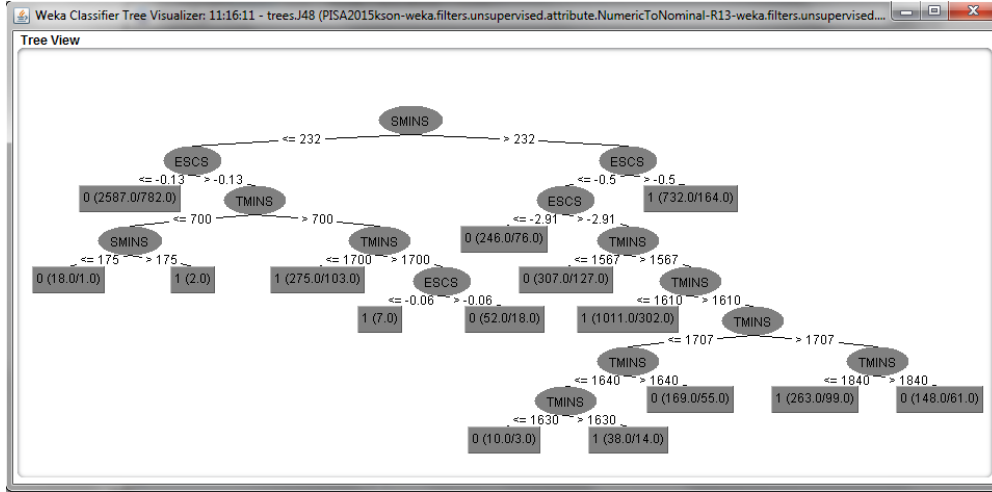 Weka Classifier Tree Visualizer: 11:16:11 - trees.J48 (PISA2015kson-weka.filters.unsupervised.attribute.NumericToNominal-R13-weka.filters.unsupervised....
Tree View
SMINS
<= 232 > 232
ESCS ESCS
<= -0.13 > -0.13 <= -0.5 > -0.5
0 (2587.0/782.0) TMINS ESCS 1 (732.0/164.0)
<= 700 > 700 <= -2.91 > -2.91
SMINS TMINS 0 (246.0/76.0) TMINS
<= 175 > 175 <= 1700 > 1700 <= 1567 > 1567
0 (18.0/1.0) 1 (2.0) 1 (275.0/103.0) ESCS 0 (307.0/127.0) TMINS
<= -0.06 > -0.06 <= 1610 > 1610
1 (7.0) 0 (52.0/18.0) 1 (1011.0/302.0) TMINS
<= 1707 > 1707
TMINS TMINS
<= 1640 > 1640 <= 1840 > 1840
TMINS 0 (169.0/55.0) 1 (263.0/99.0) 0 (148.0/61.0)
<= 1630 > 1630
0 (10.0/3.0) 1 (38.0/14.0)